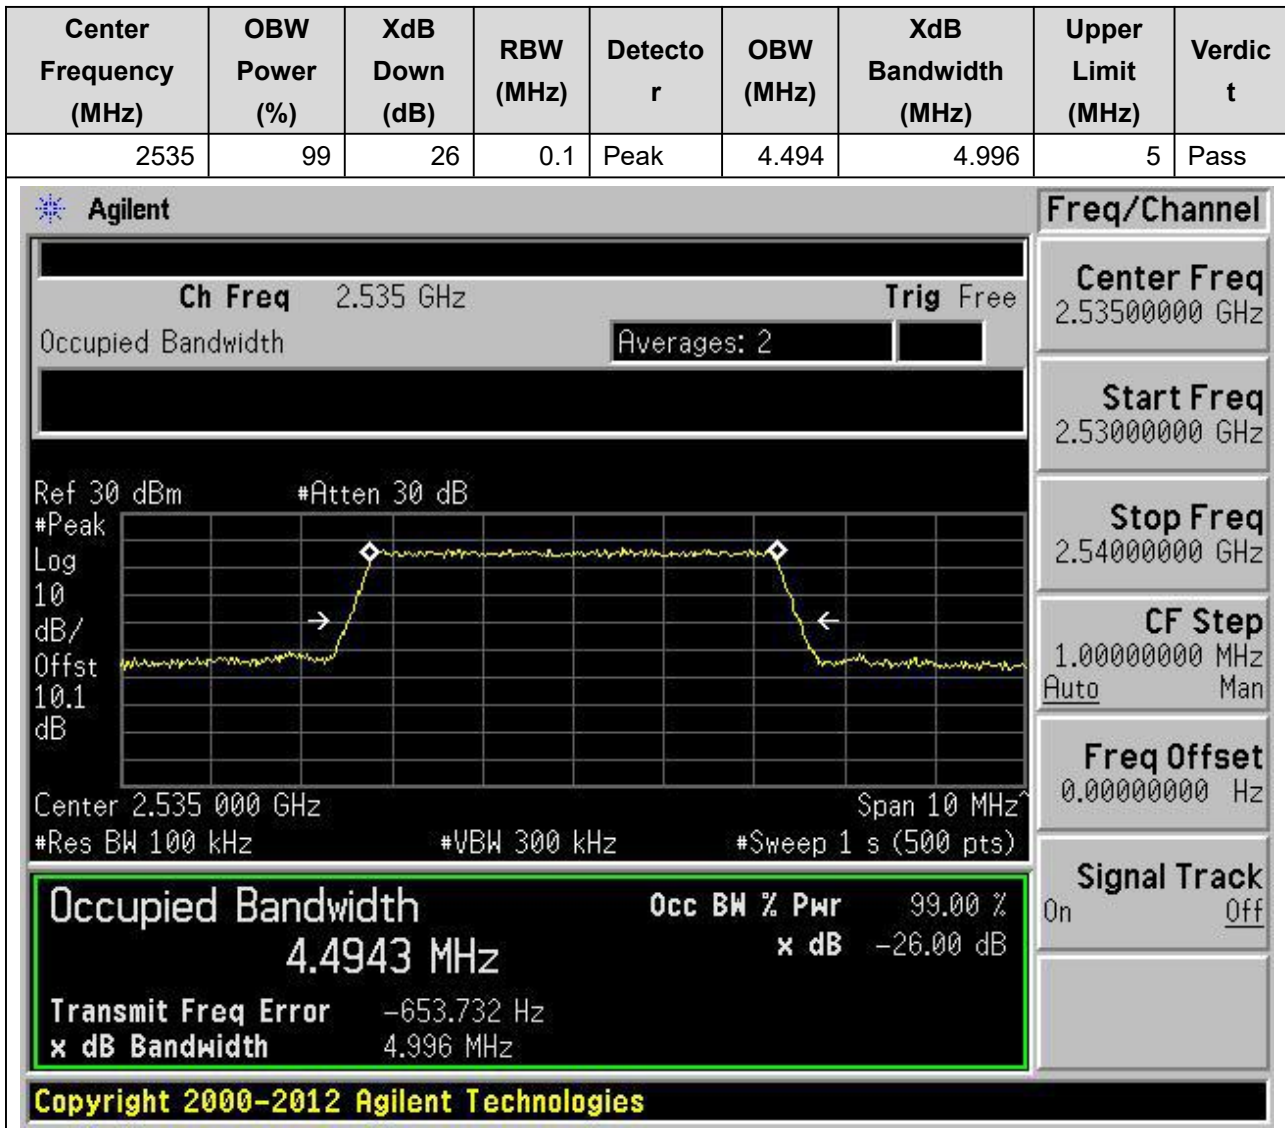 Center Frequency (MHz) OBW Power (%) XdB Down (dB) RBW (MHz) Detector OBW (MHz) XdB Bandwidth (MHz) Upper Limit (MHz) Verdict
2535 99 26 0.1 Peak 4.494 4.996 5 Pass
Agilent
Freq/Channel
Ch Freq 2.535 GHz Trig Free
Occupied Bandwidth Averages: 2
Center Freq
2.53500000 GHz
Start Freq
2.53000000 GHz
Stop Freq
2.54000000 GHz
CF Step
1.00000000 MHz
Auto Man
Freq Offset
0.00000000 Hz
Signal Track
On Off
Ref 30 dBm #Atten 30 dB
#Peak
Log
10
dB/
Offst
10.1
dB
Center 2.535 000 GHz Span 10 MHz^
#Res BW 100 kHz #VBW 300 kHz #Sweep 1 s (500 pts)
Occupied Bandwidth Occ BW % Pwr 99.00 %
4.4943 MHz x dB -26.00 dB
Transmit Freq Error -653.732 Hz
x dB Bandwidth 4.996 MHz
Copyright 2000-2012 Agilent Technologies